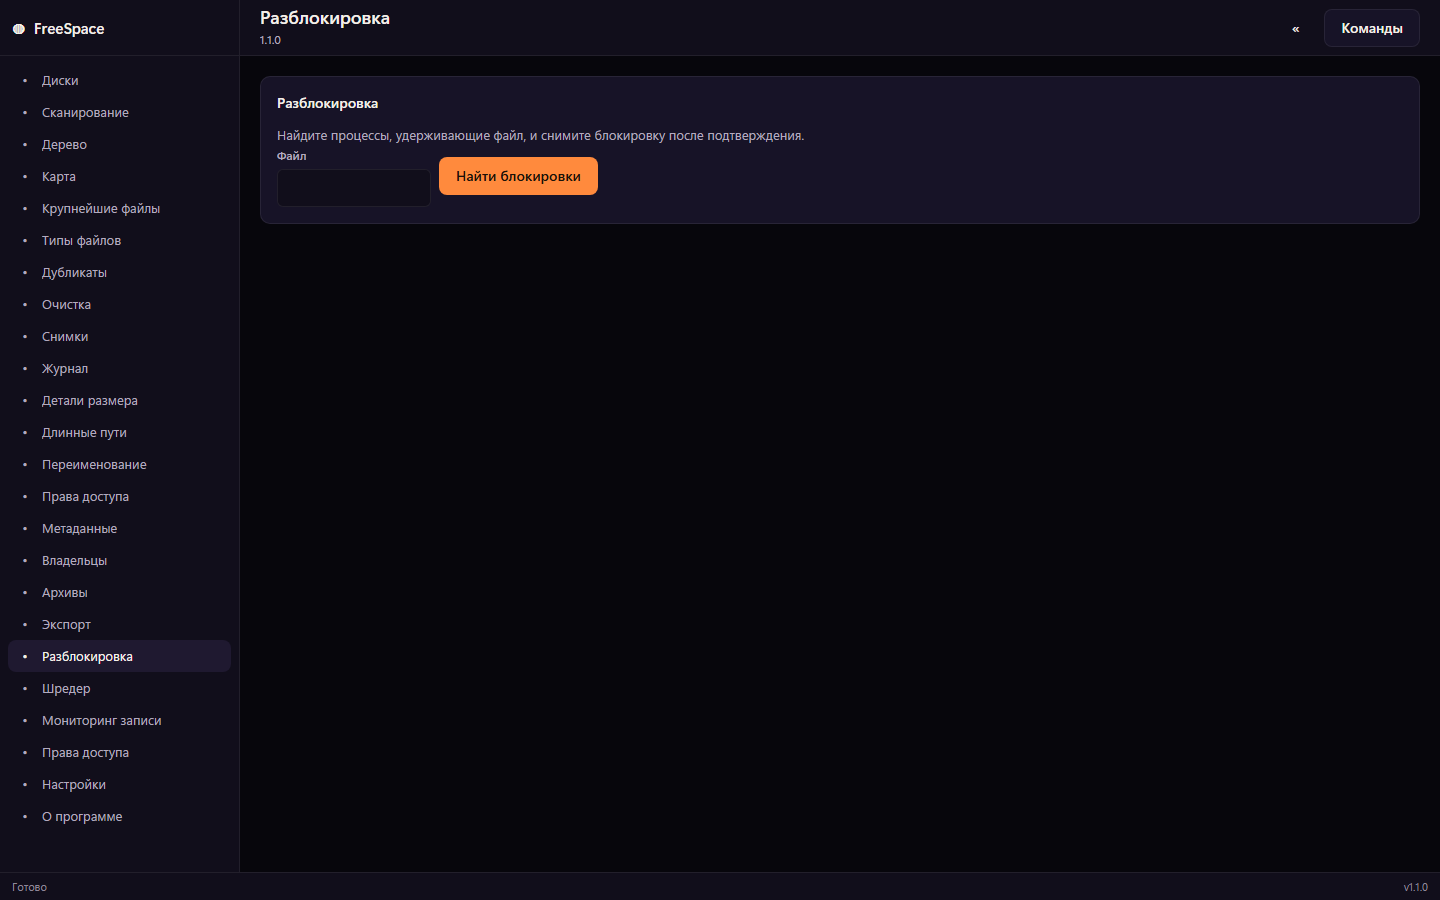 FreeSpace
Разблокировка
1.1.0
«
Команды
Диски
Сканирование
Дерево
Карта
Крупнейшие файлы
Типы файлов
Дубликаты
Очистка
Снимки
Журнал
Детали размера
Длинные пути
Переименование
Права доступа
Метаданные
Владельцы
Архивы
Экспорт
Разблокировка
Шредер
Мониторинг записи
Права доступа
Настройки
О программе
Разблокировка
Найдите процессы, удерживающие файл, и снимите блокировку после подтверждения.
Файл
Найти блокировки
Готово
v1.1.0